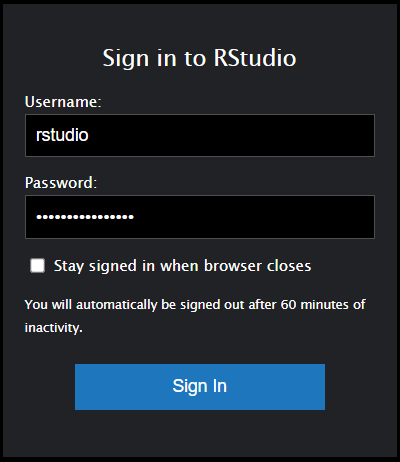 Sign in to RStudio
Username:
rstudio
Password:
••••••••••••••••
Stay signed in when browser closes
You will automatically be signed out after 60 minutes of
inactivity.
Sign In